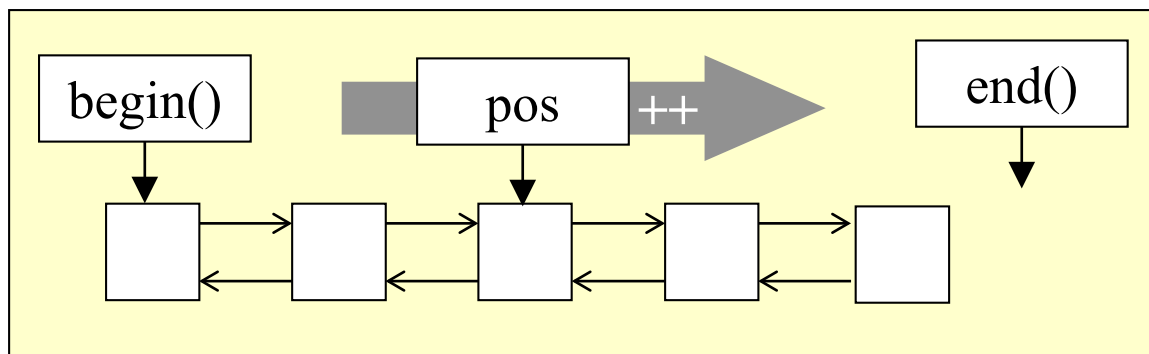 begin()
pos
++
end()